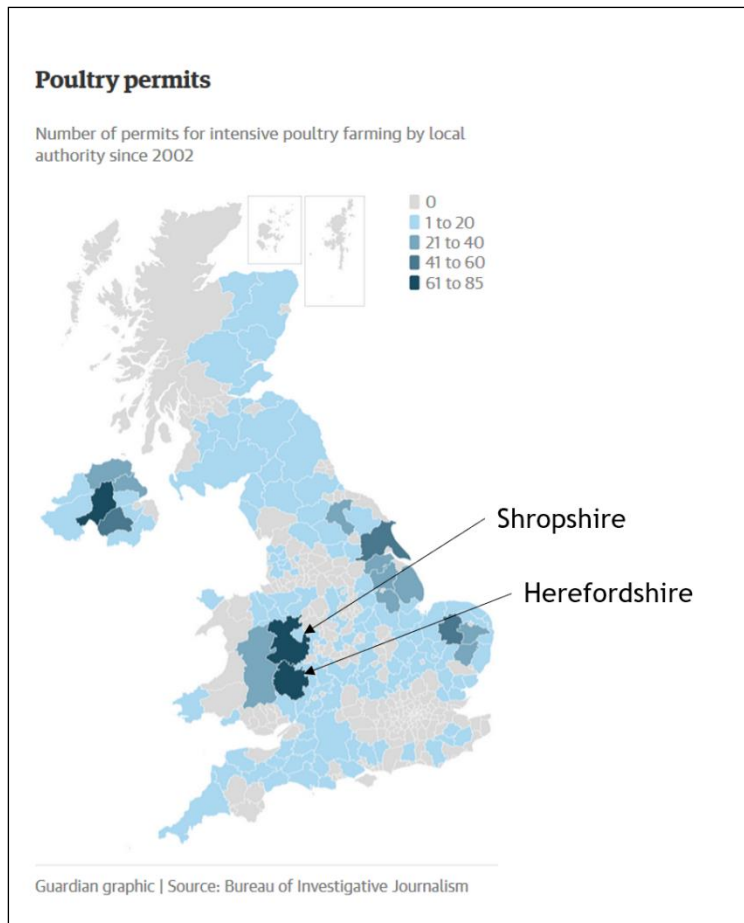 Poultry permits
Number of permits for intensive poultry farming by local
authority since 2002
0
1 to 20
21 to 40
41 to 60
61 to 85
Shropshire
Herefordshire
Guardian graphic | Source: Bureau of Investigative Journalism